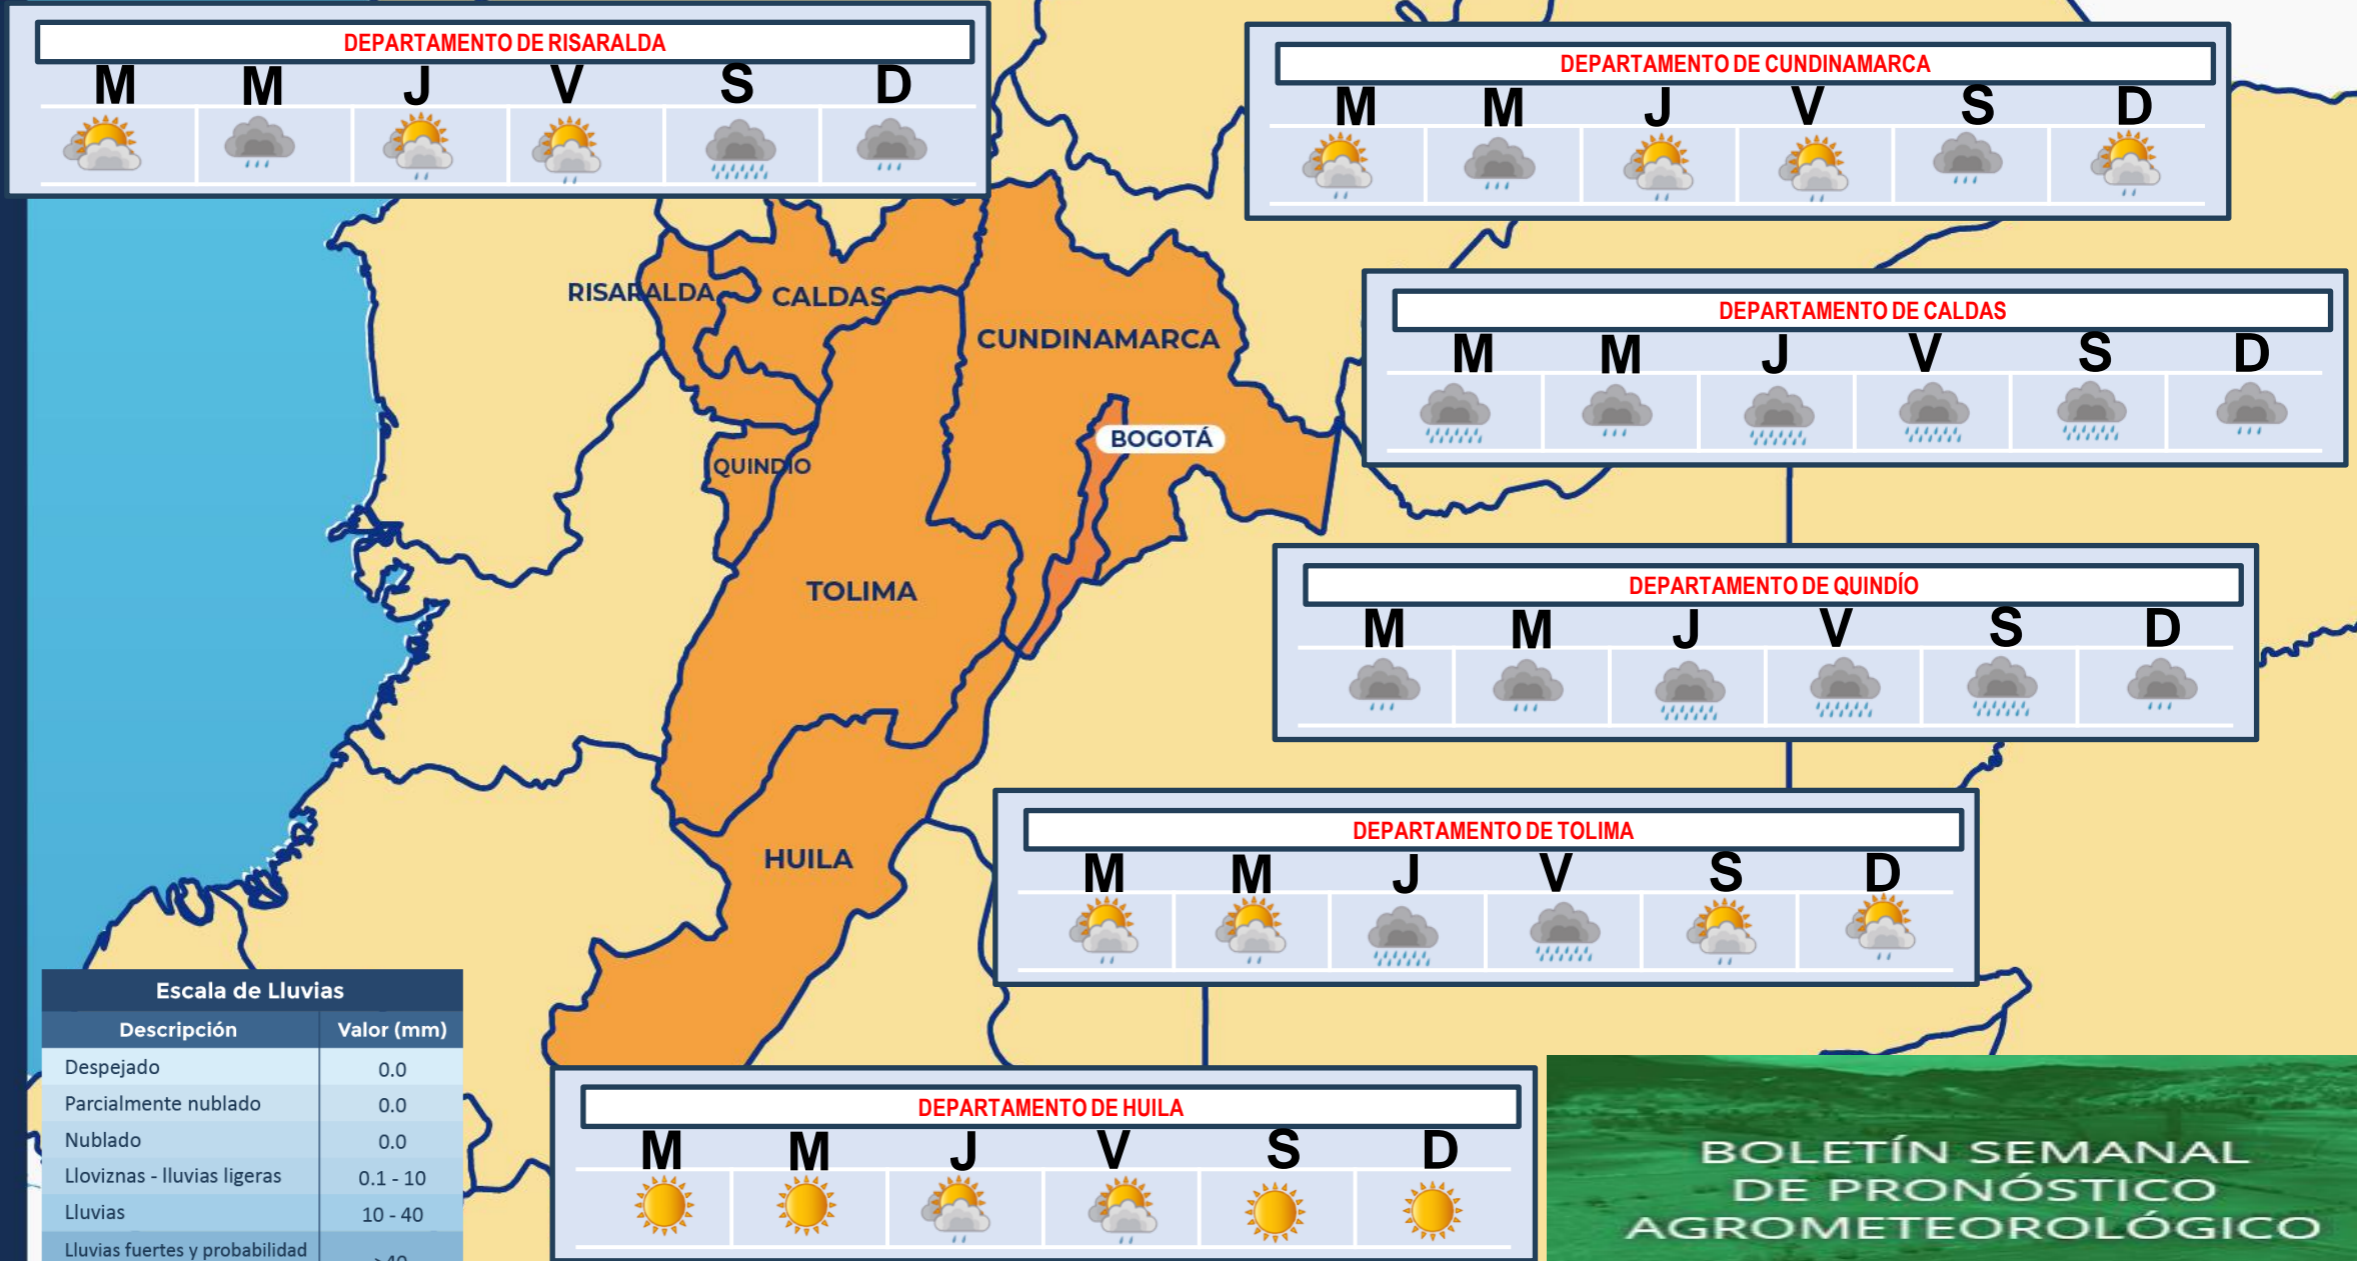 DEPARTAMENTO DE RISARALDA
M M J V S D
DEPARTAMENTO DE CUNDINAMARCA
M M J V S D
RISARALDA
CALDAS
CUNDINAMARCA
BOGOTÁ
QUINDIO
TOLIMA
HUILA
DEPARTAMENTO DE CALDAS
M M J V S D
DEPARTAMENTO DE QUINDÍO
M M J V S D
DEPARTAMENTO DE TOLIMA
M M J V S D
Escala de Lluvias
Descripción Valor (mm)
Despejado 0.0
Parcialmente nublado 0.0
Nublado 0.0
Lloviznas - lluvias ligeras 0.1 - 10
Lluvias 10 - 40
Lluvias fuertes y probabilidad >40
DEPARTAMENTO DE HUILA
M M J V S D
BOLETÍN SEMANAL
DE PRONÓSTICO
AGROMETEOROLÓGICO